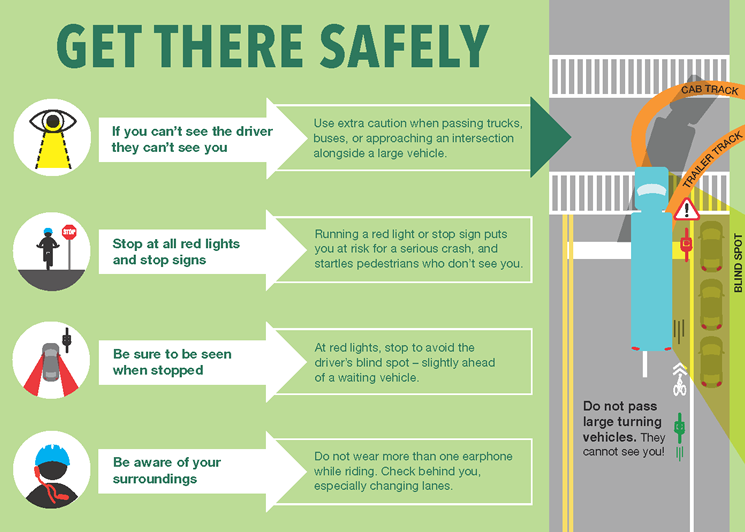 GET THERE SAFELY
If you can't see the driver
they can't see you
Use extra caution when passing trucks,
buses, or approaching an intersection
alongside a large vehicle.
STOP
Stop at all red lights
and stop signs
Running a red light or stop sign puts
you at risk for a serious crash, and
startles pedestrians who don't see you.
Be sure to be seen
when stopped
At red lights, stop to avoid the
driver's blind spot – slightly ahead
of a waiting vehicle.
Be aware of your
surroundings
Do not wear more than one earphone
while riding. Check behind you,
especially changing lanes.
CAB TRACK
TRAILER TRACK
!
BLIND SPOT
Do not pass
large turning
vehicles. They
cannot see you!